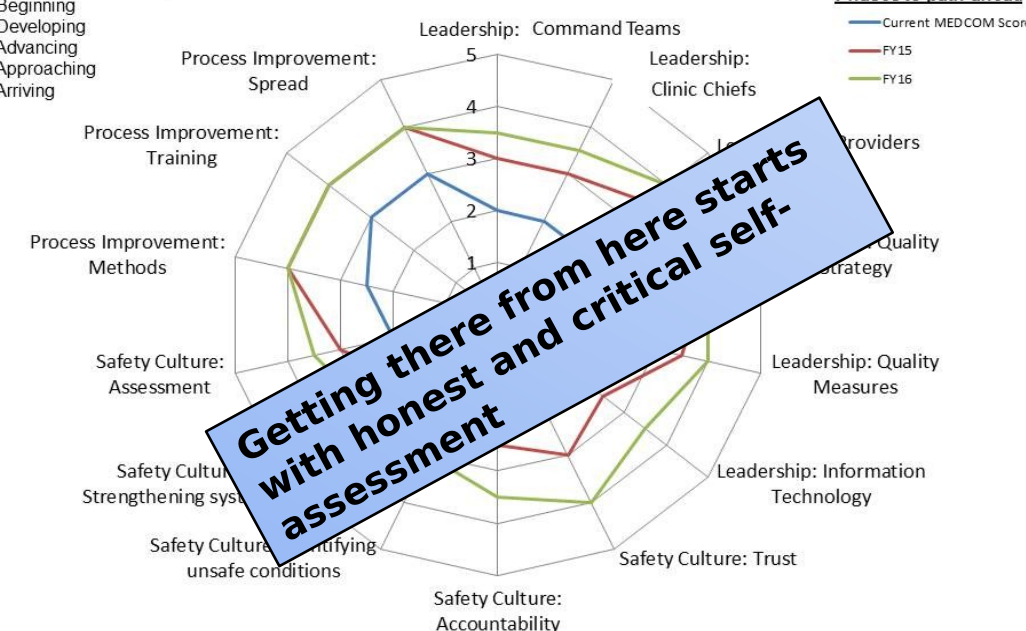 Beginning
Developing
Advancing
Approaching
Arriving
Current MEDCOM Score
FY15
FY16
Leadership: Command Teams
Leadership:
Clinic Chiefs
Providers
Quality
Strategy
Leadership: Quality
Measures
Leadership: Information
Technology
Safety Culture: Trust
Safety Culture:
Accountability
Safety Culture
unsafe conditions
Safety
Strengthening
Safety Culture:
Assessment
Process Improvement:
Methods
Process Improvement:
Training
Process Improvement:
Spread
5
4
3
2
1
Getting there from here starts
with honest and critical self-
assessment